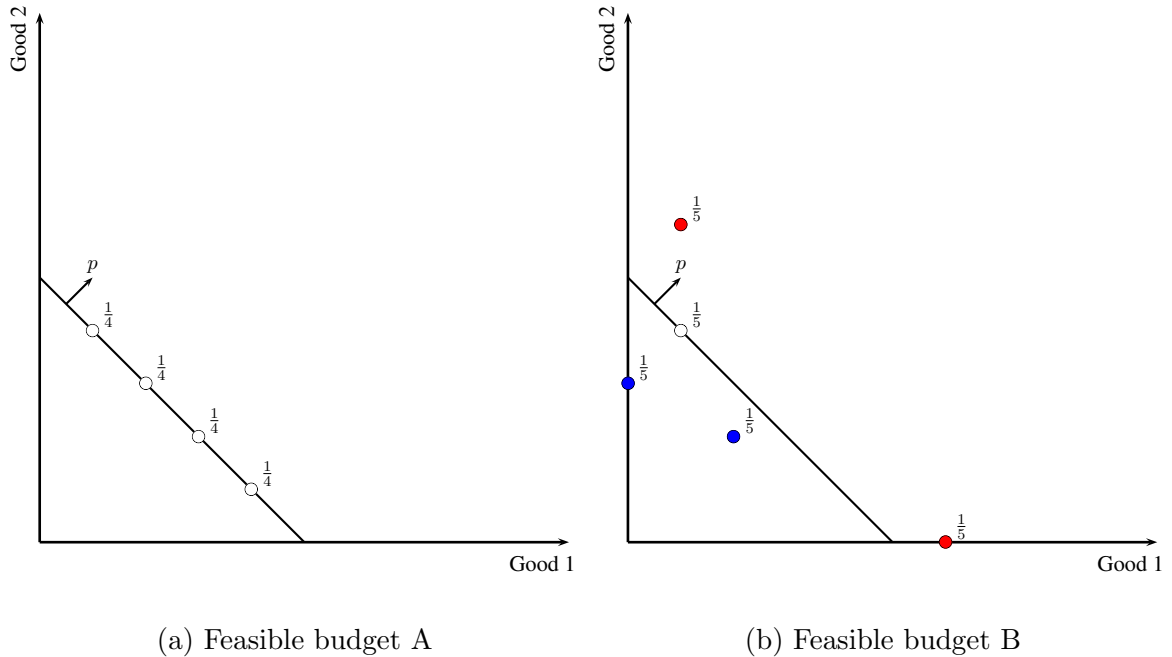 Good 2
p
1/4
1/4
1/4
1/4
Good 1
(a) Feasible budget A
Good 2
1/5
p
1/5
1/5
1/5
1/5
Good 1
(b) Feasible budget B